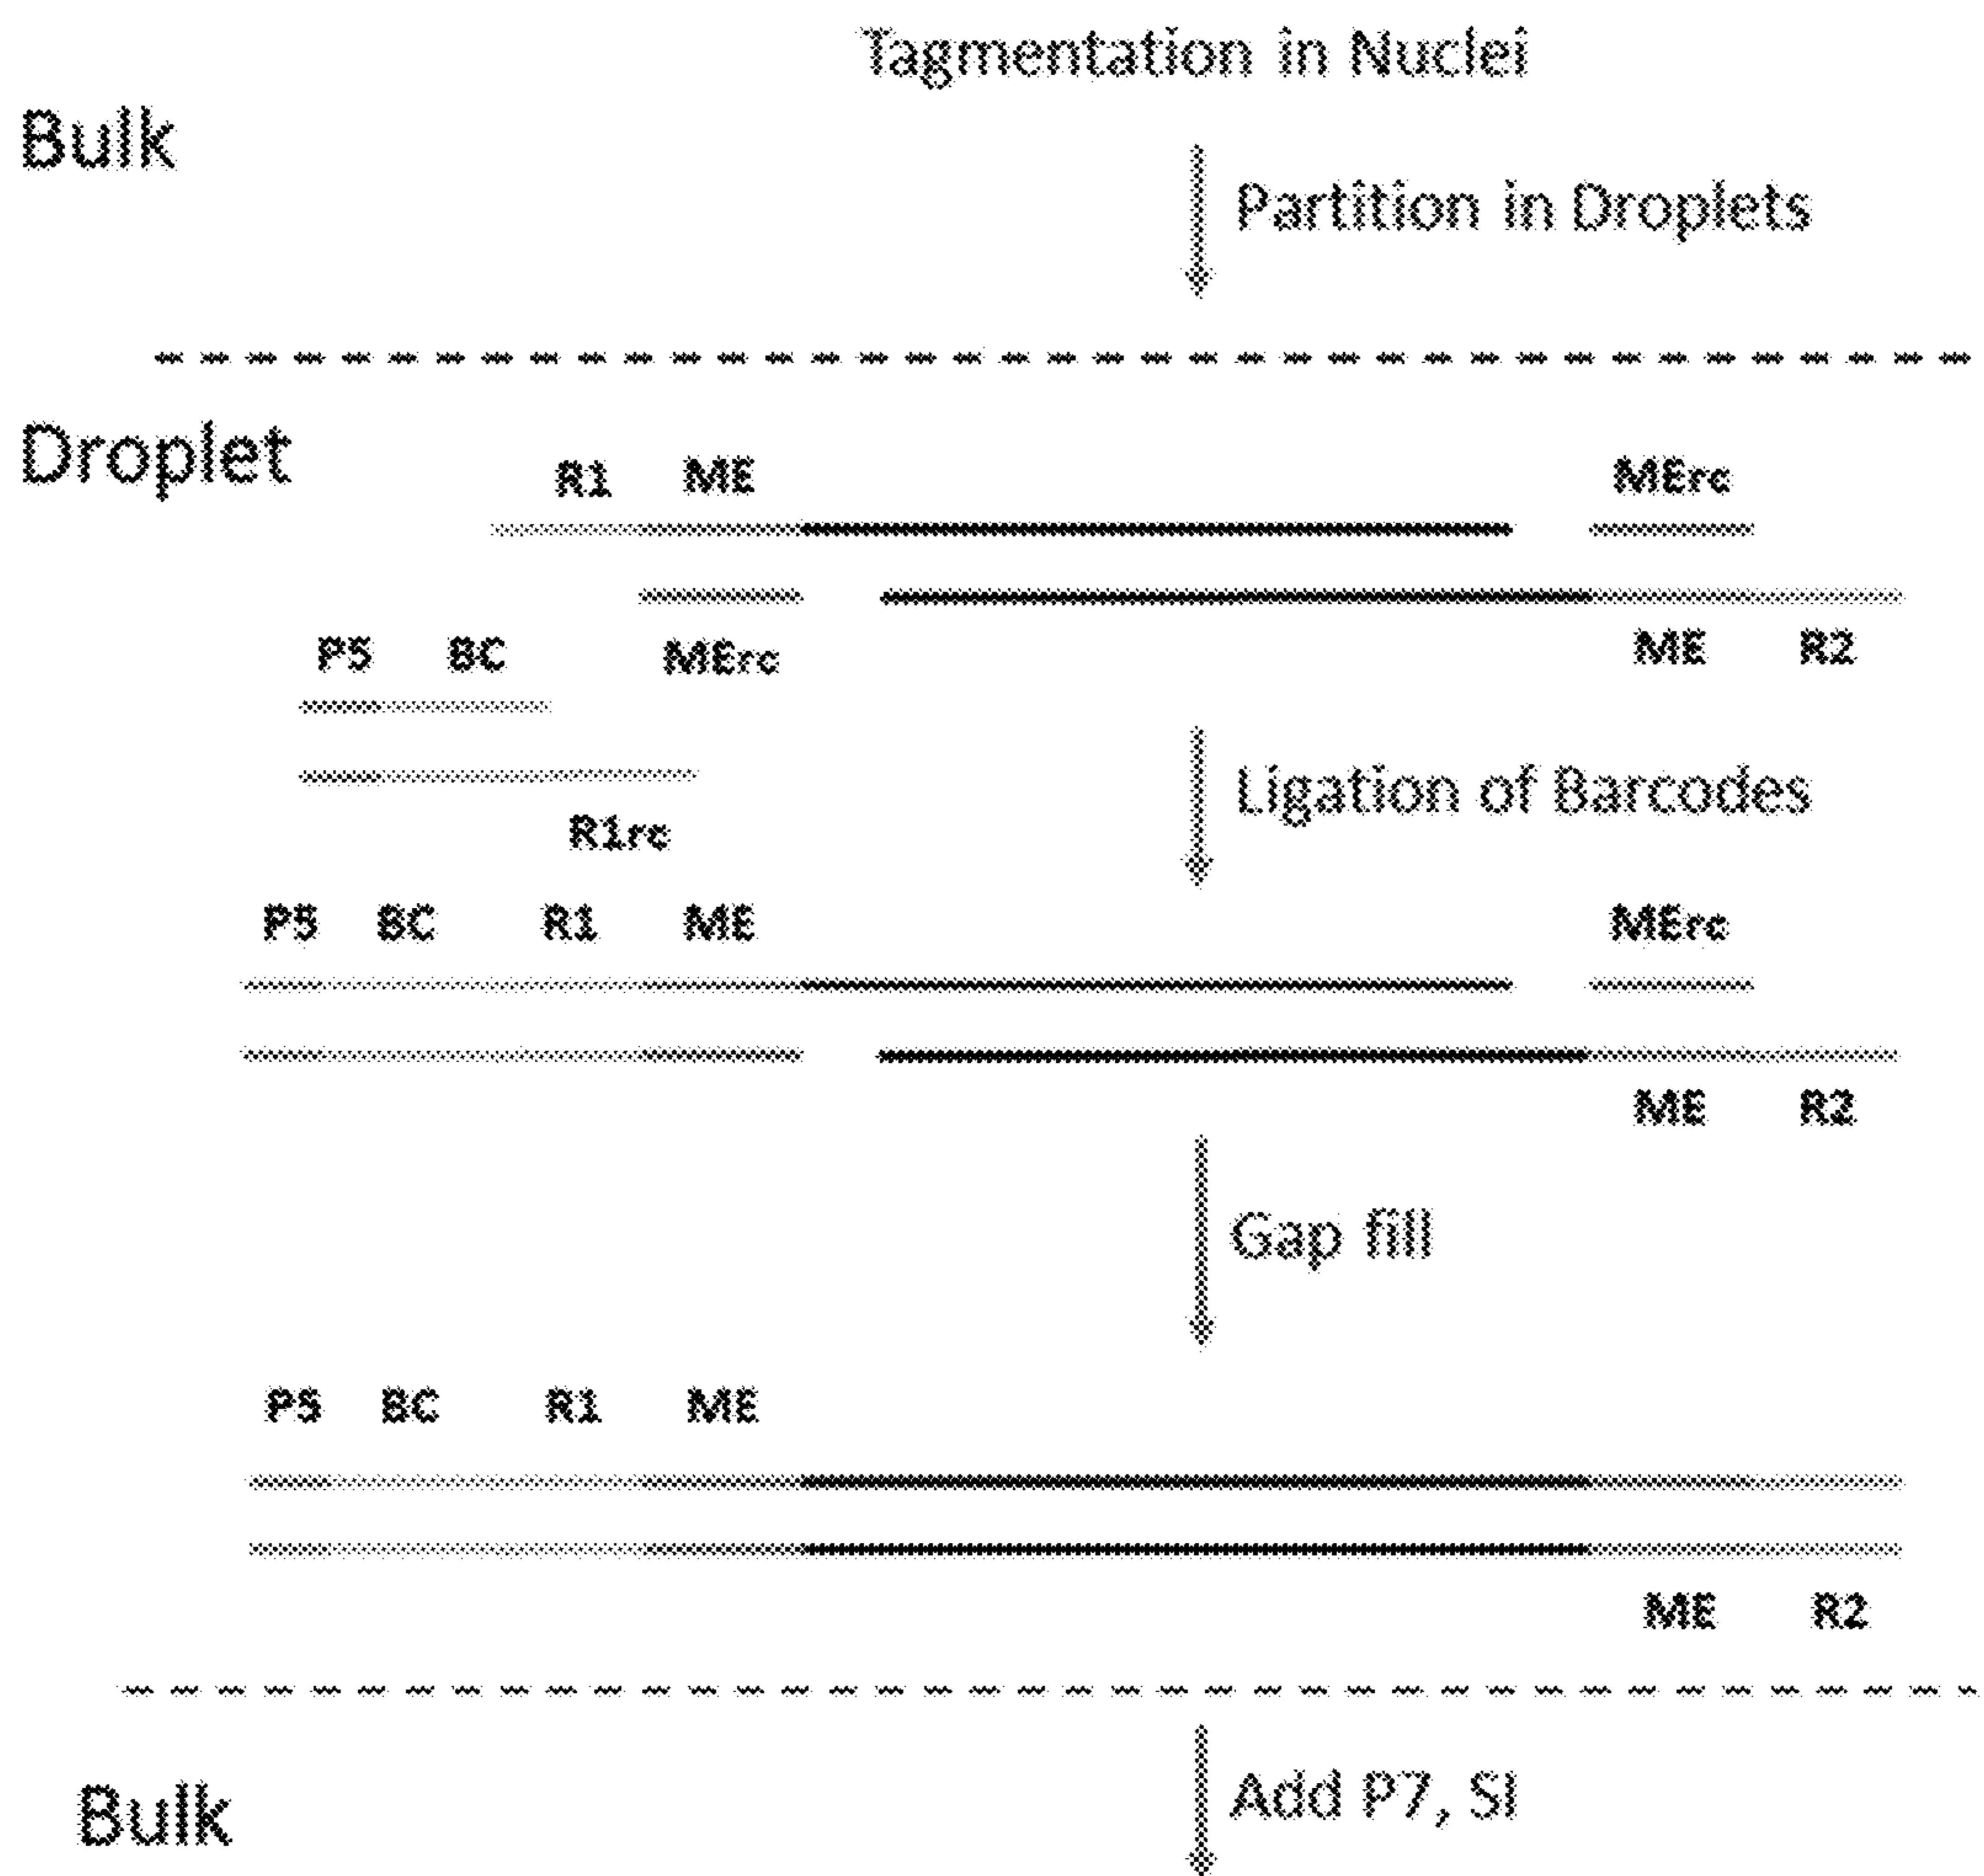 Tagmentation in Nuclei
Bulk
Partition in Droplets
Droplet
R1 ME MErc
P5 BC MErc ME R2
Ligation of Barcodes
R1rc
P5 BC R1 ME MErc
ME R2
Gap fill
P5 BC R1 ME
ME R2
Bulk
Add P7, SI